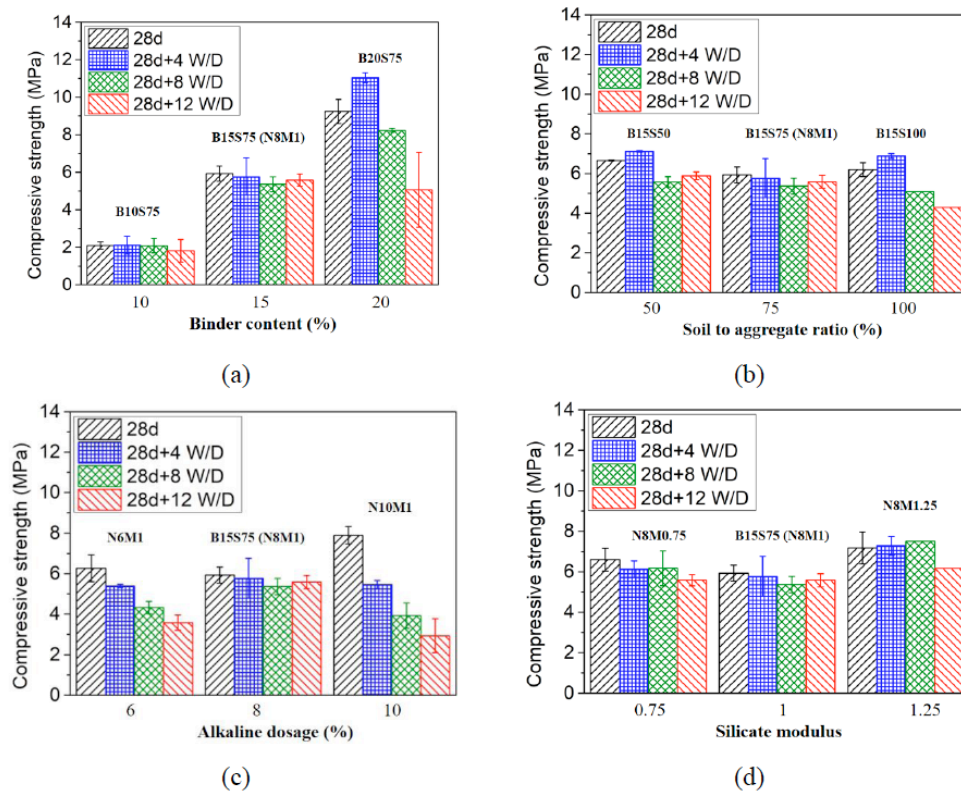 14
12
10
8
6
4
2
0
Compressive strength (MPa)
28d
28d+4 W/D
28d+8 W/D
28d+12 W/D
B10S75
B15S75 (N8M1)
B20S75
10 15 20
Binder content (%)
(a)
14
12
10
8
6
4
2
0
Compressive strength (MPa)
28d
28d+4 W/D
28d+8 W/D
28d+12 W/D
B15S50
B15S75 (N8M1)
B15S100
50 75 100
Soil to aggregate ratio (%)
(b)
14
12
10
8
6
4
2
0
Compressive strength (MPa)
28d
28d+4 W/D
28d+8 W/D
28d+12 W/D
N6M1
B15S75 (N8M1)
N10M1
6 8 10
Alkaline dosage (%)
(c)
14
12
10
8
6
4
2
0
Compressive strength (MPa)
28d
28d+4 W/D
28d+8 W/D
28d+12 W/D
N8M0.75
B15S75 (N8M1)
N8M1.25
0.75 1 1.25
Silicate modulus
(d)